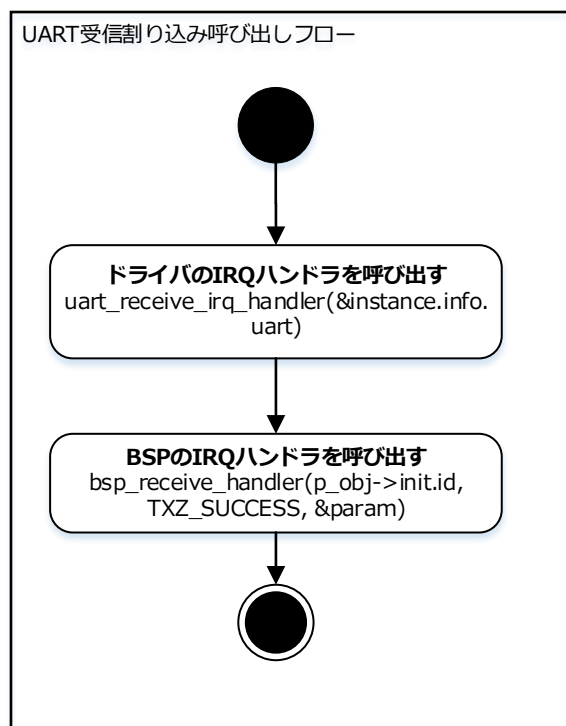 UART受信割り込み呼び出しフロー
ドライバのIRQハンドラを呼び出す
uart_receive_irq_handler(&instance.info.
uart)
BSPのIRQハンドラを呼び出す
bsp_receive_handler(p_obj->init.id,
TXZ_SUCCESS, &param)